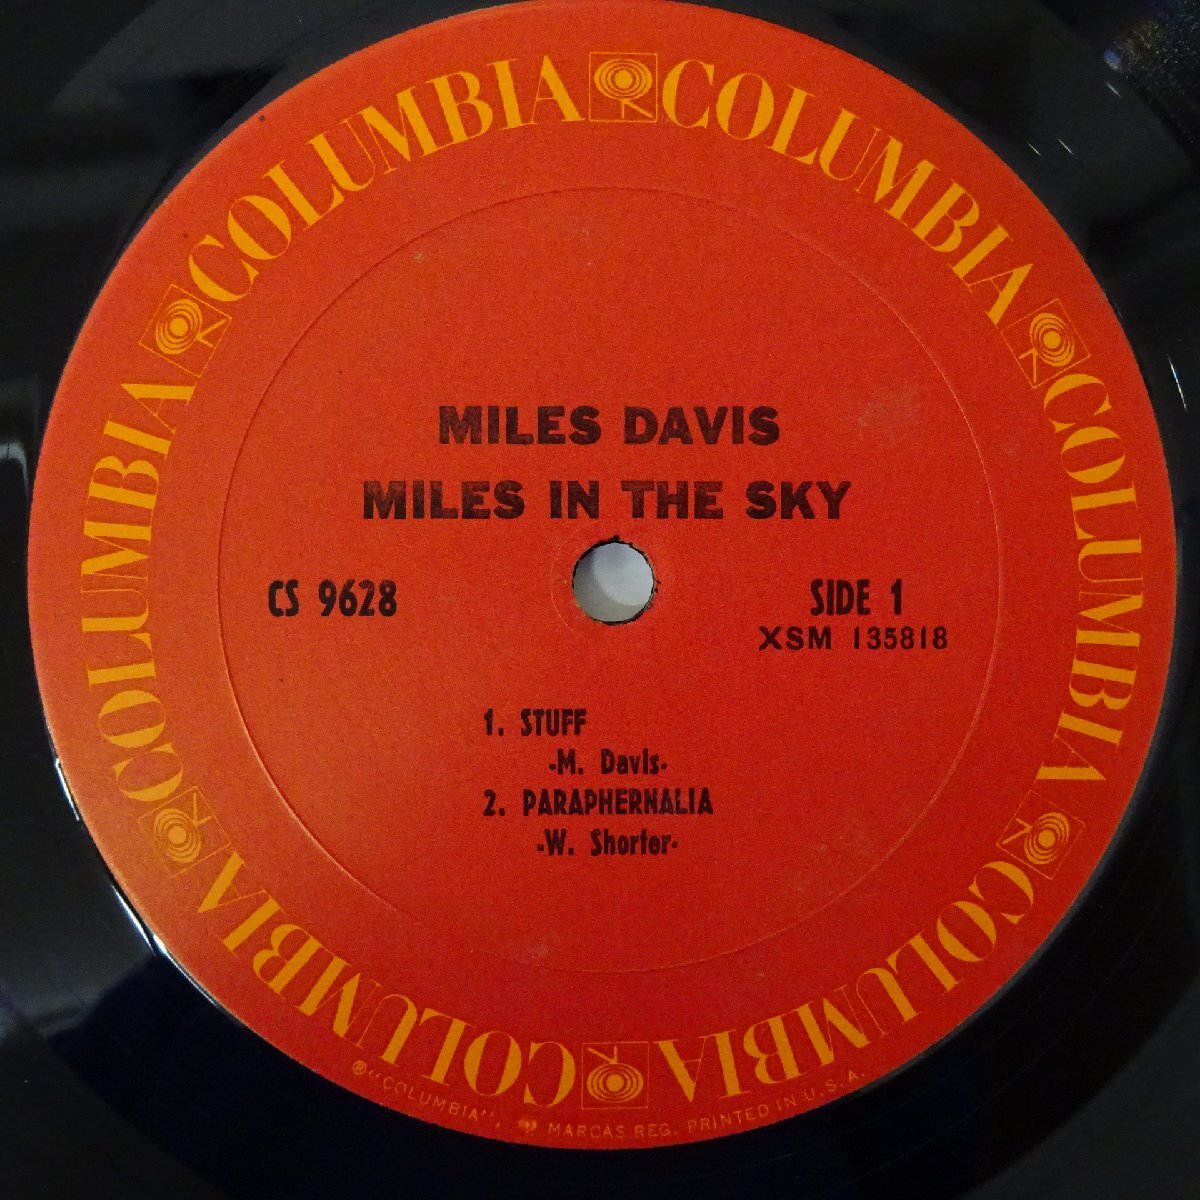 COLUMBIA COLUMBIA COLUMBIA COLUMBIA COLUMBIA COLUMBIA COLUMBIA
MILES DAVIS
MILES IN THE SKY
CS 9628
SIDE 1
XSM 135818
1. STUFF
-M. Davis-
2. PARAPHERNALIA
-W. Shorter-
®"COLUMBIA", MARCAS REG. PRINTED IN U.S.A.